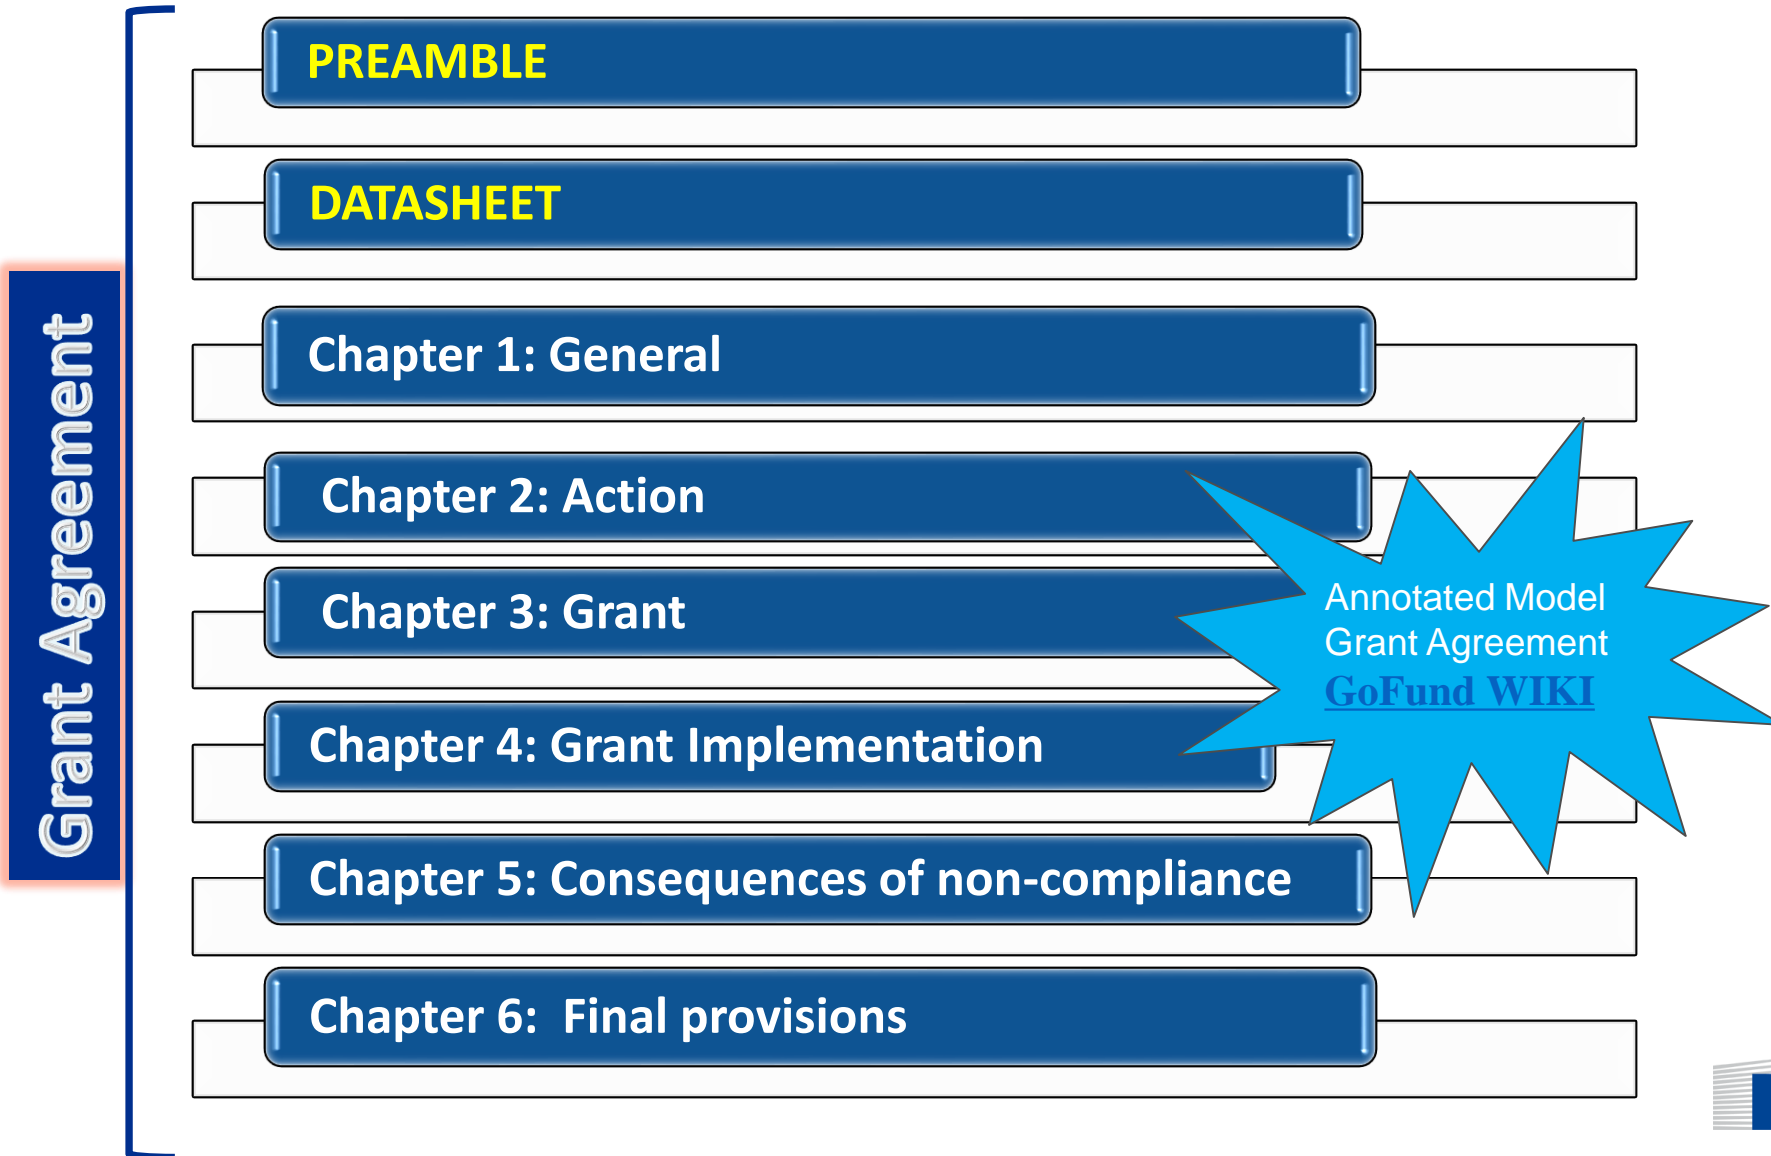 Grant Agreement
PREAMBLE
DATASHEET
Chapter 1: General
Chapter 2: Action
Chapter 3: Grant
Chapter 4: Grant Implementation
Chapter 5: Consequences of non-compliance
Chapter 6:  Final provisions
Annotated Model
Grant Agreement
GoFund WIKI